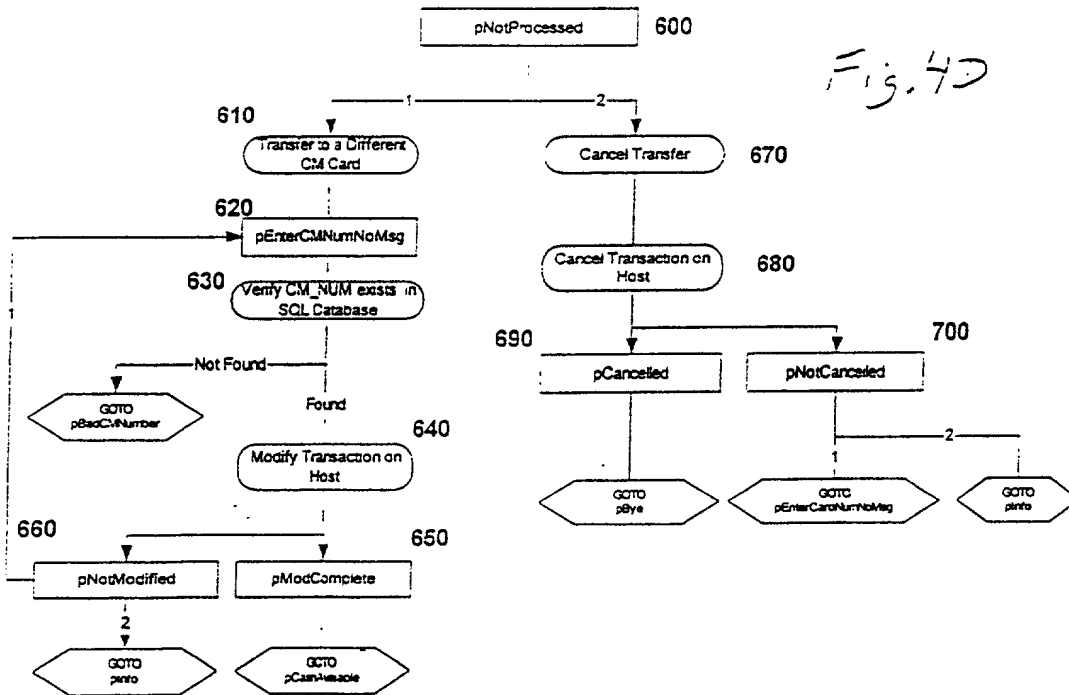 pNotProcessed 600
Fig. 4D
1 2
610
Transfer to a Different
CM Card
Cancel Transfer 670
620
pEnterCMNumNoMsg
630
Verify CM_NUM exists in
SQL Database
Cancel Transaction on
Host
680
1
Not Found
Found
690
pCancelled
700
pNotCancelled
GOTO
pBadCMNumber
640
Modify Transaction on
Host
1
2
GOTO
pBye
GOTO
pEnterCardNumNoMsg
GOTO
pInfo
660
pNotModified
650
pModComplete
2
GOTO
pInfo
GOTO